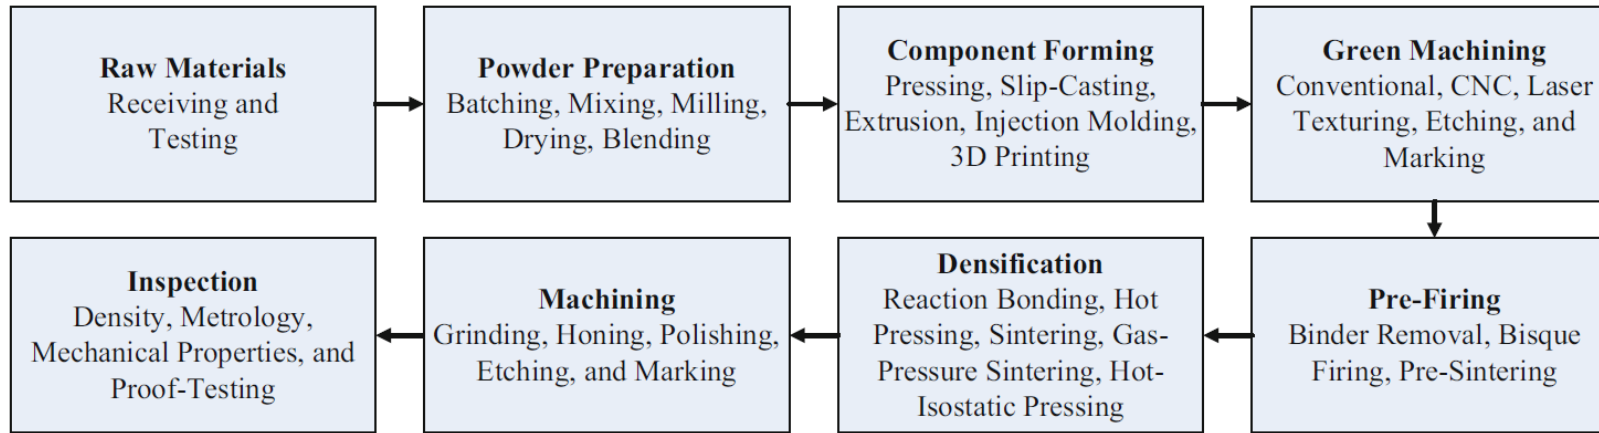 Raw Materials
Receiving and
Testing
Powder Preparation
Batching, Mixing, Milling,
Drying, Blending
Component Forming
Pressing, Slip-Casting,
Extrusion, Injection Molding,
3D Printing
Green Machining
Conventional, CNC, Laser
Texturing, Etching, and
Marking
Pre-Firing
Binder Removal, Bisque
Firing, Pre-Sintering
Densification
Reaction Bonding, Hot
Pressing, Sintering, Gas-
Pressure Sintering, Hot-
Isostatic Pressing
Machining
Grinding, Honing, Polishing,
Etching, and Marking
Inspection
Density, Metrology,
Mechanical Properties, and
Proof-Testing